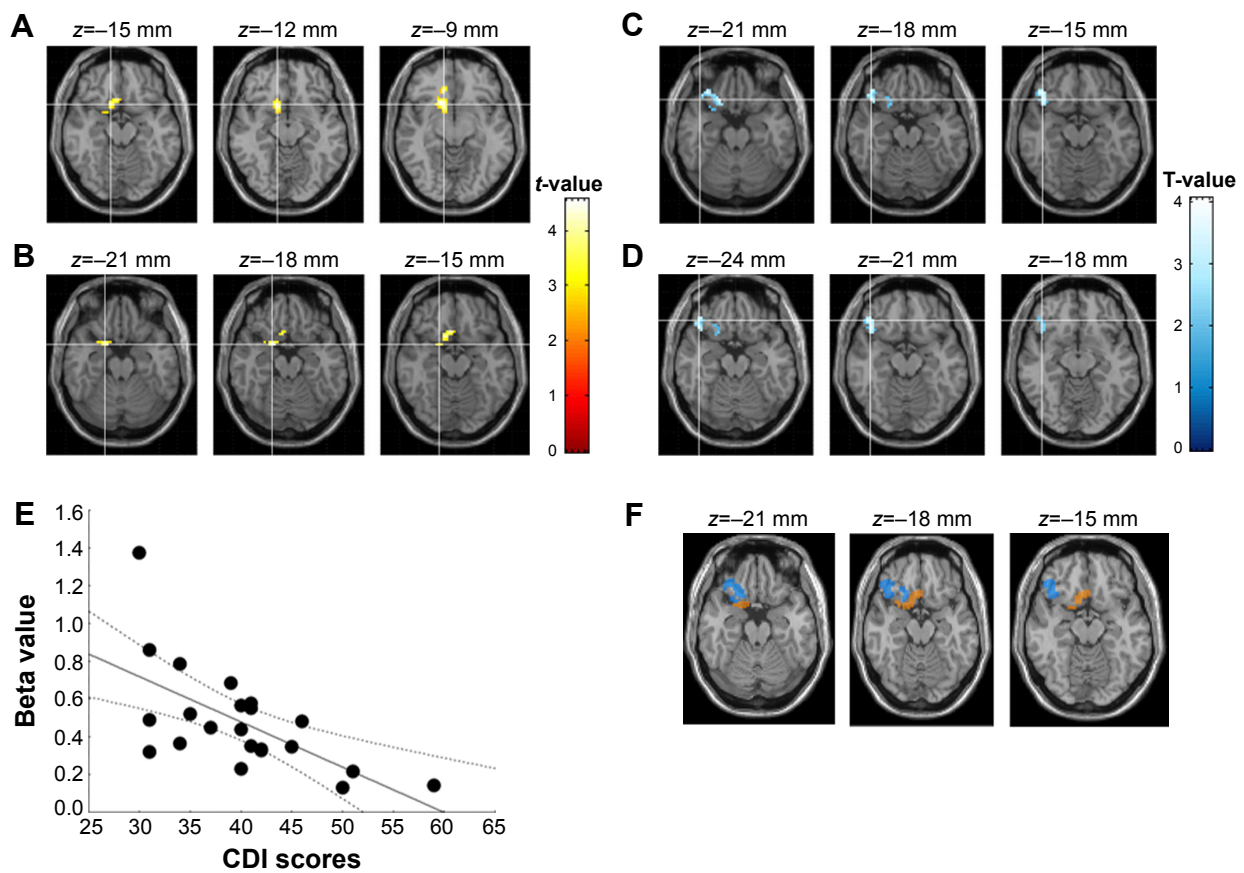 A
z=–15 mm
z=–12 mm
z=–9 mm
B
z=–21 mm
z=–18 mm
z=–15 mm
t-value
4
3
2
1
0
C
z=–21 mm
z=–18 mm
z=–15 mm
D
z=–24 mm
z=–21 mm
z=–18 mm
T-value
4
3
2
1
0
E
Beta value
1.6
1.4
1.2
1.0
0.8
0.6
0.4
0.2
0.0
25 30 35 40 45 50 55 60 65
CDI scores
F
z=–21 mm
z=–18 mm
z=–15 mm